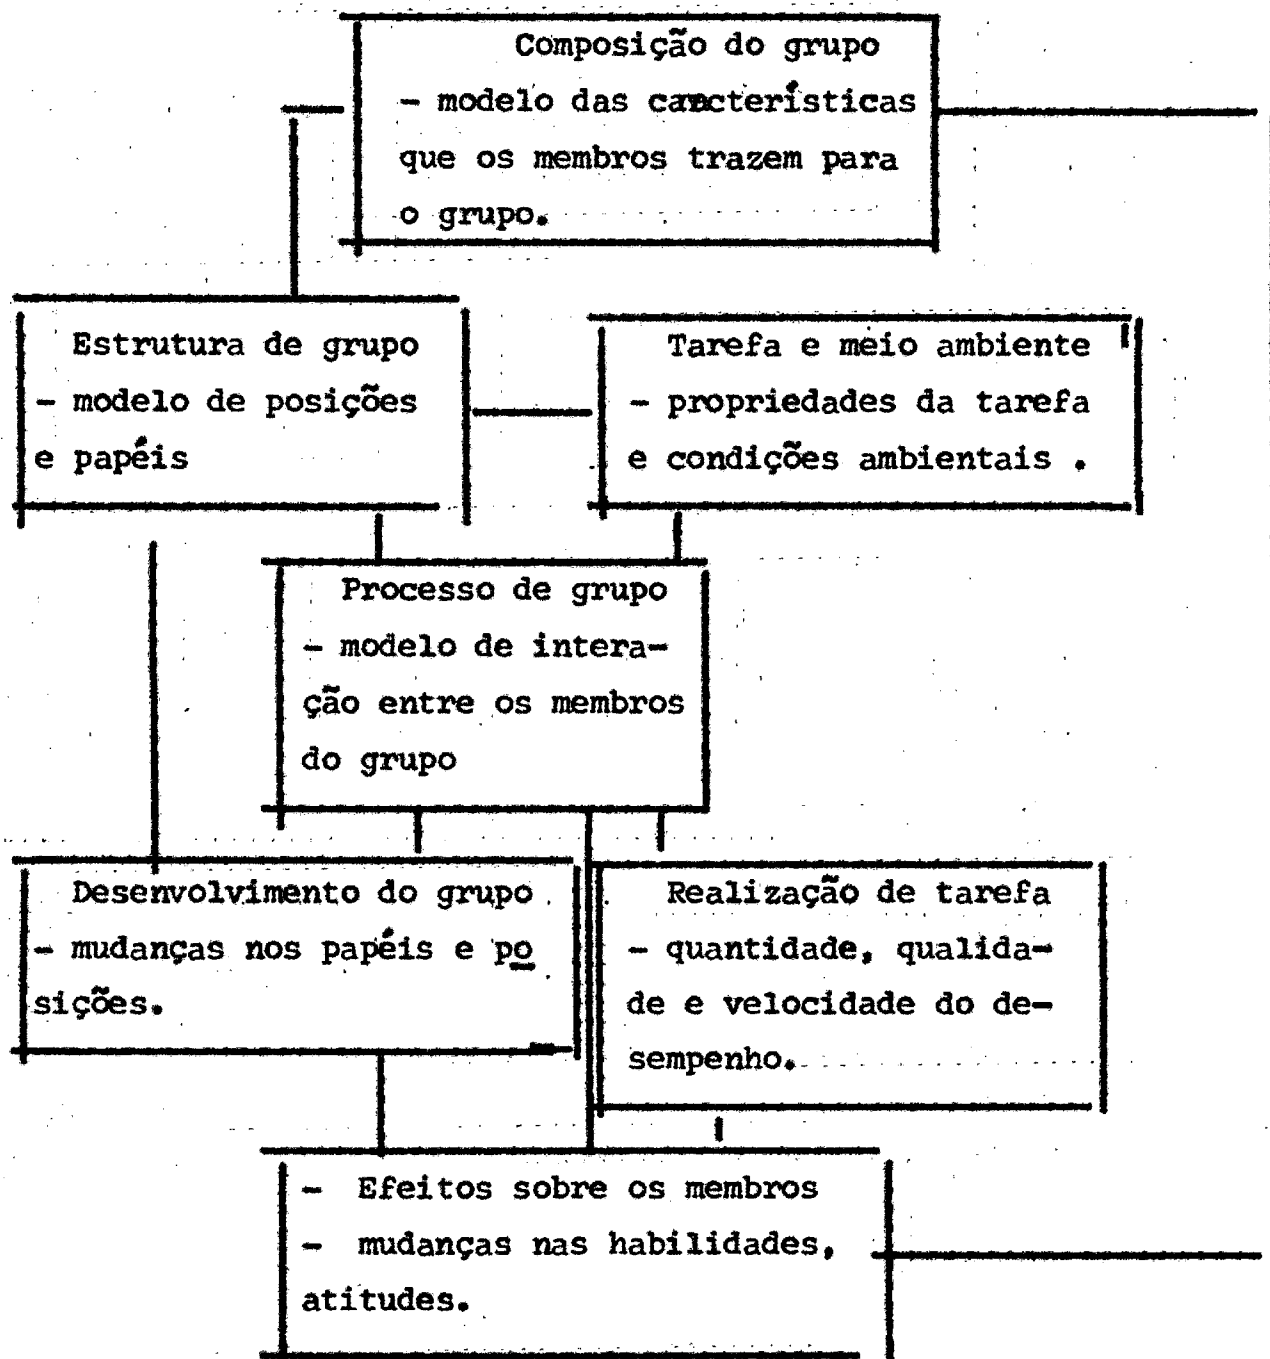 Composição do grupo
- modelo das características
que os membros trazem para
o grupo.
Estrutura de grupo
- modelo de posições
e papéis
Tarefa e meio ambiente
- propriedades da tarefa
e condições ambientais .
Processo de grupo
- modelo de intera-
ção entre os membros
do grupo
Desenvolvimento do grupo
- mudanças nos papéis e po
sições.
Realização de tarefa
- quantidade, qualida-
de e velocidade do de-
sempenho.
- Efeitos sobre os membros
- mudanças nas habilidades,
atitudes.